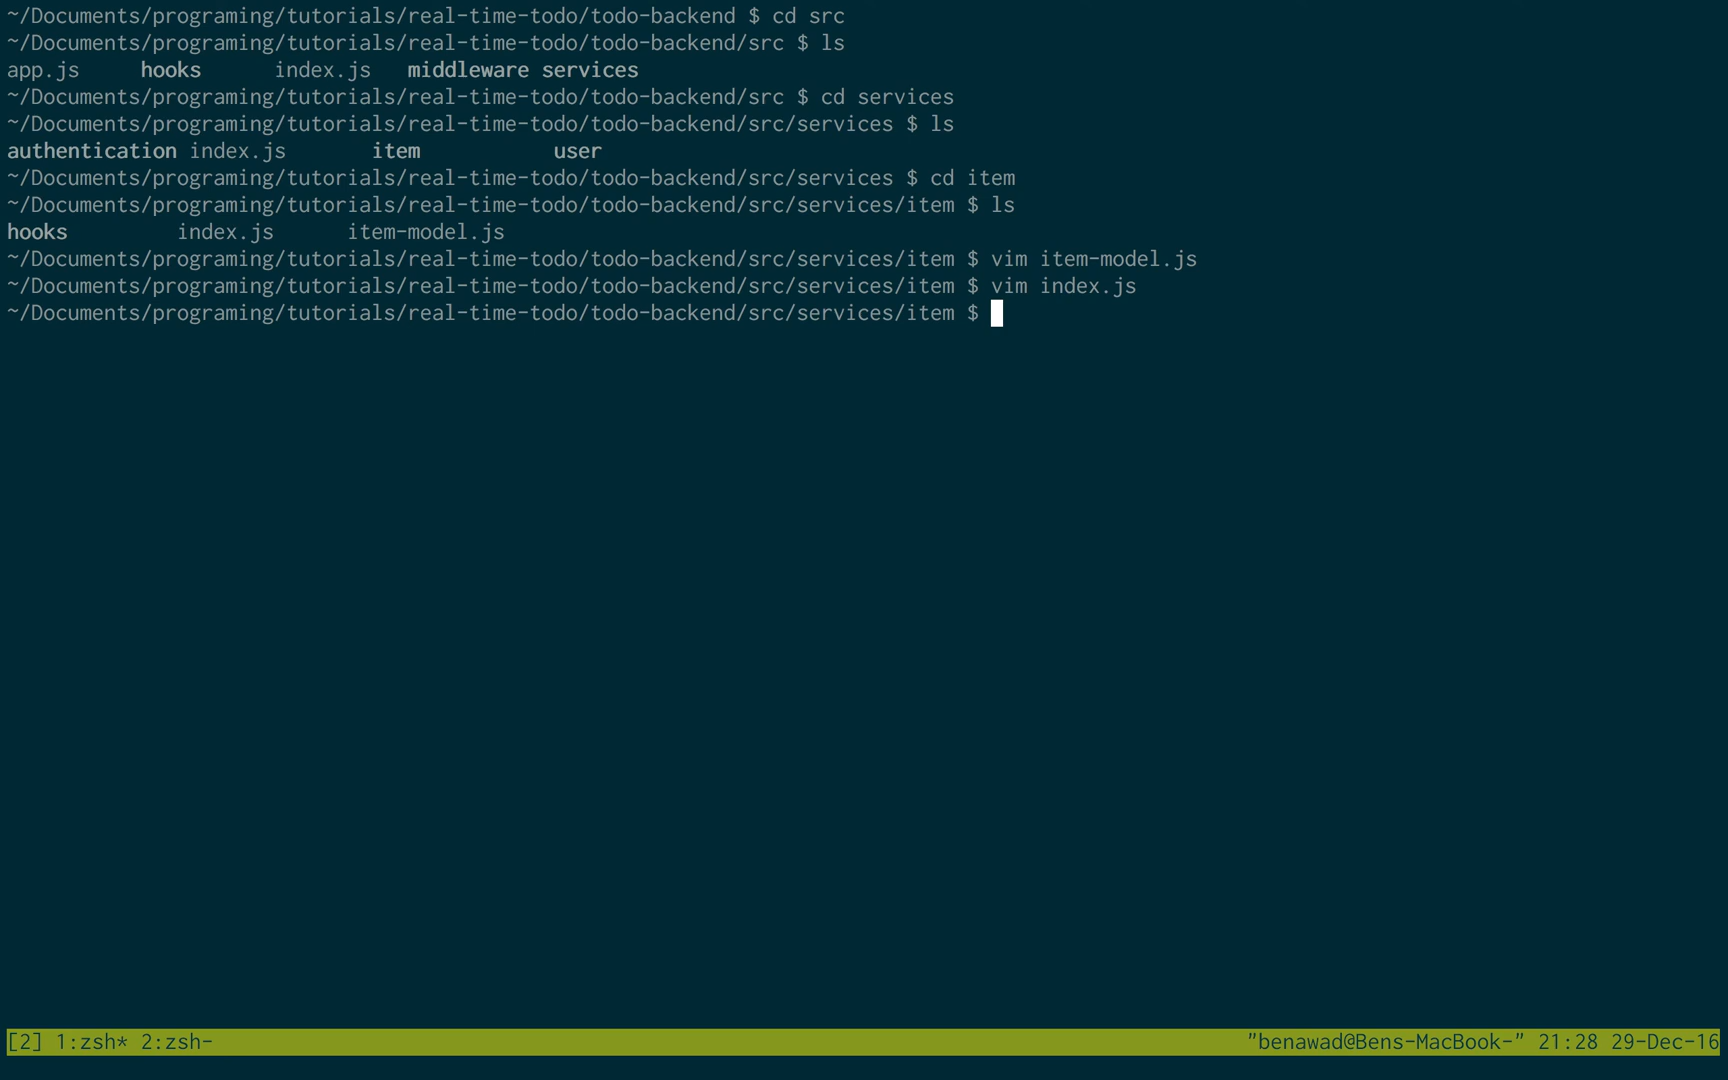 ~/Documents/programing/tutorials/real-time-todo/todo-backend $ cd src
~/Documents/programing/tutorials/real-time-todo/todo-backend/src $ ls
app.js     hooks      index.js   middleware services
~/Documents/programing/tutorials/real-time-todo/todo-backend/src $ cd services
~/Documents/programing/tutorials/real-time-todo/todo-backend/src/services $ ls
authentication index.js       item           user
~/Documents/programing/tutorials/real-time-todo/todo-backend/src/services $ cd item
~/Documents/programing/tutorials/real-time-todo/todo-backend/src/services/item $ ls
hooks         index.js      item-model.js
~/Documents/programing/tutorials/real-time-todo/todo-backend/src/services/item $ vim item-model.js
~/Documents/programing/tutorials/real-time-todo/todo-backend/src/services/item $ vim index.js
~/Documents/programing/tutorials/real-time-todo/todo-backend/src/services/item $
[2] 1:zsh* 2:zsh- "benawad@Bens-MacBook-" 21:28 29-Dec-16